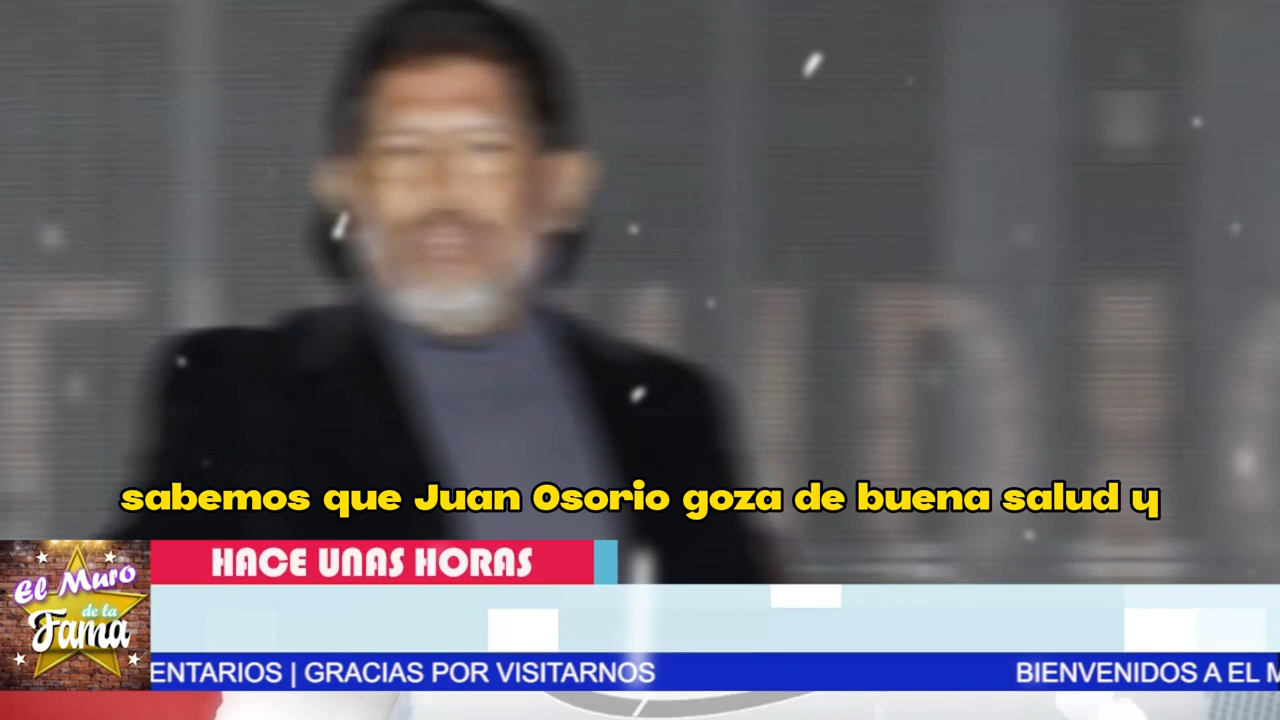 sabemos que Juan Osorio goza de buena salud y
HACE UNAS HORAS
El Muro
de la
Fama
ENTARIOS | GRACIAS POR VISITARNOS
BIENVENIDOS A EL M